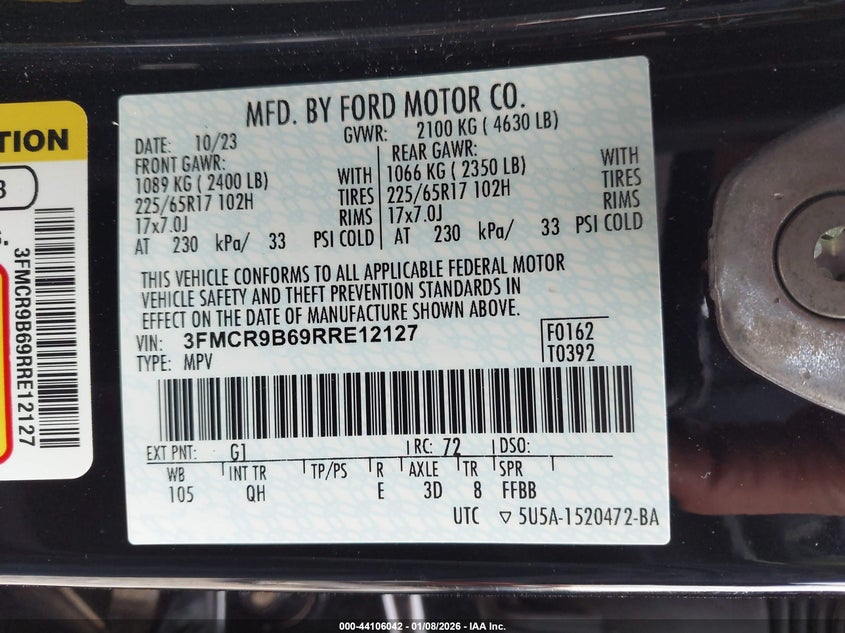 MFD. BY FORD MOTOR CO.
DATE: 10/23
GVWR: 2100 KG ( 4630 LB)
FRONT GAWR:
1089 KG ( 2400 LB) WITH
225/65R17 102H TIRES
17x7.0J RIMS
AT 230 kPa/ 33 PSI COLD
REAR GAWR:
1066 KG ( 2350 LB) WITH
225/65R17 102H TIRES
17x7.0J RIMS
AT 230 kPa/ 33 PSI COLD
THIS VEHICLE CONFORMS TO ALL APPLICABLE FEDERAL MOTOR
VEHICLE SAFETY AND THEFT PREVENTION STANDARDS IN
EFFECT ON THE DATE OF MANUFACTURE SHOWN ABOVE.
VIN: 3FMCR9B69RRE12127
F0162
TYPE: MPV
T0392
EXT PNT: G1 RC: 72 DSO:
WB INT TR TP/PS R AXLE TR SPR
105 QH E 3D 8 FFBB
UTC ▽ 5U5A-1520472-BA
TION
3FMCR9B69RRE12127
000-44106042 - 01/08/2026 - IAA Inc.